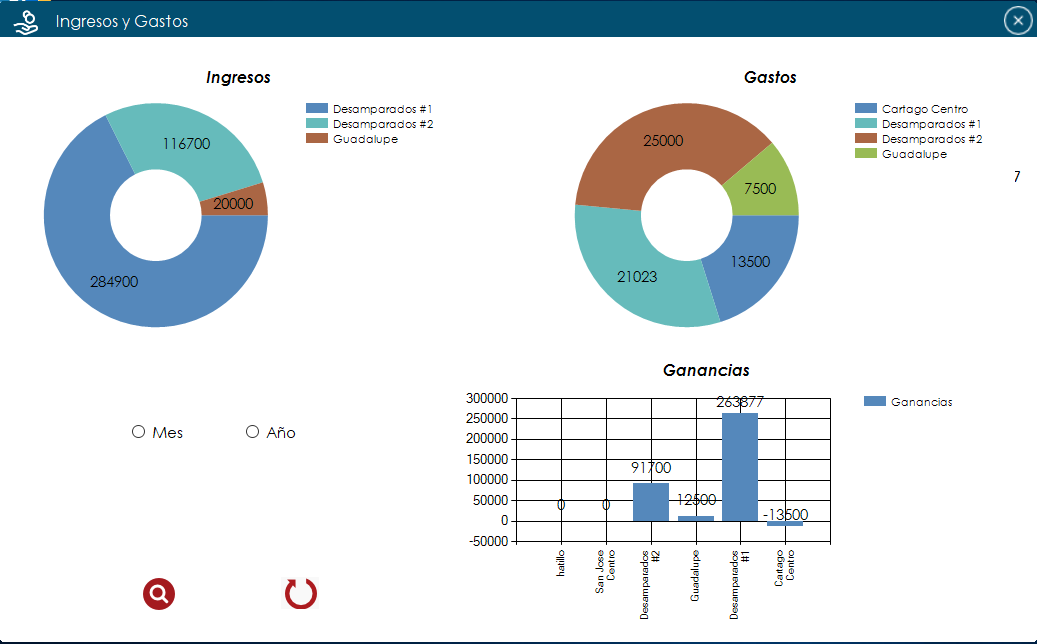 Ingresos y Gastos
Ingresos
Desamparados #1
Desamparados #2
Guadalupe
116700
20000
284900
Gastos
Cartago Centro
Desamparados #1
Desamparados #2
Guadalupe
7
25000
7500
13500
21023
Mes
Año
Ganancias
Ganancias
300000
250000
200000
150000
100000
50000
0
-50000
0
0
91700
12500
263877
-13500
hatillo
San Jose
Centro
Desamparados
#2
Guadalupe
Desamparados
#1
Cartago
Centro